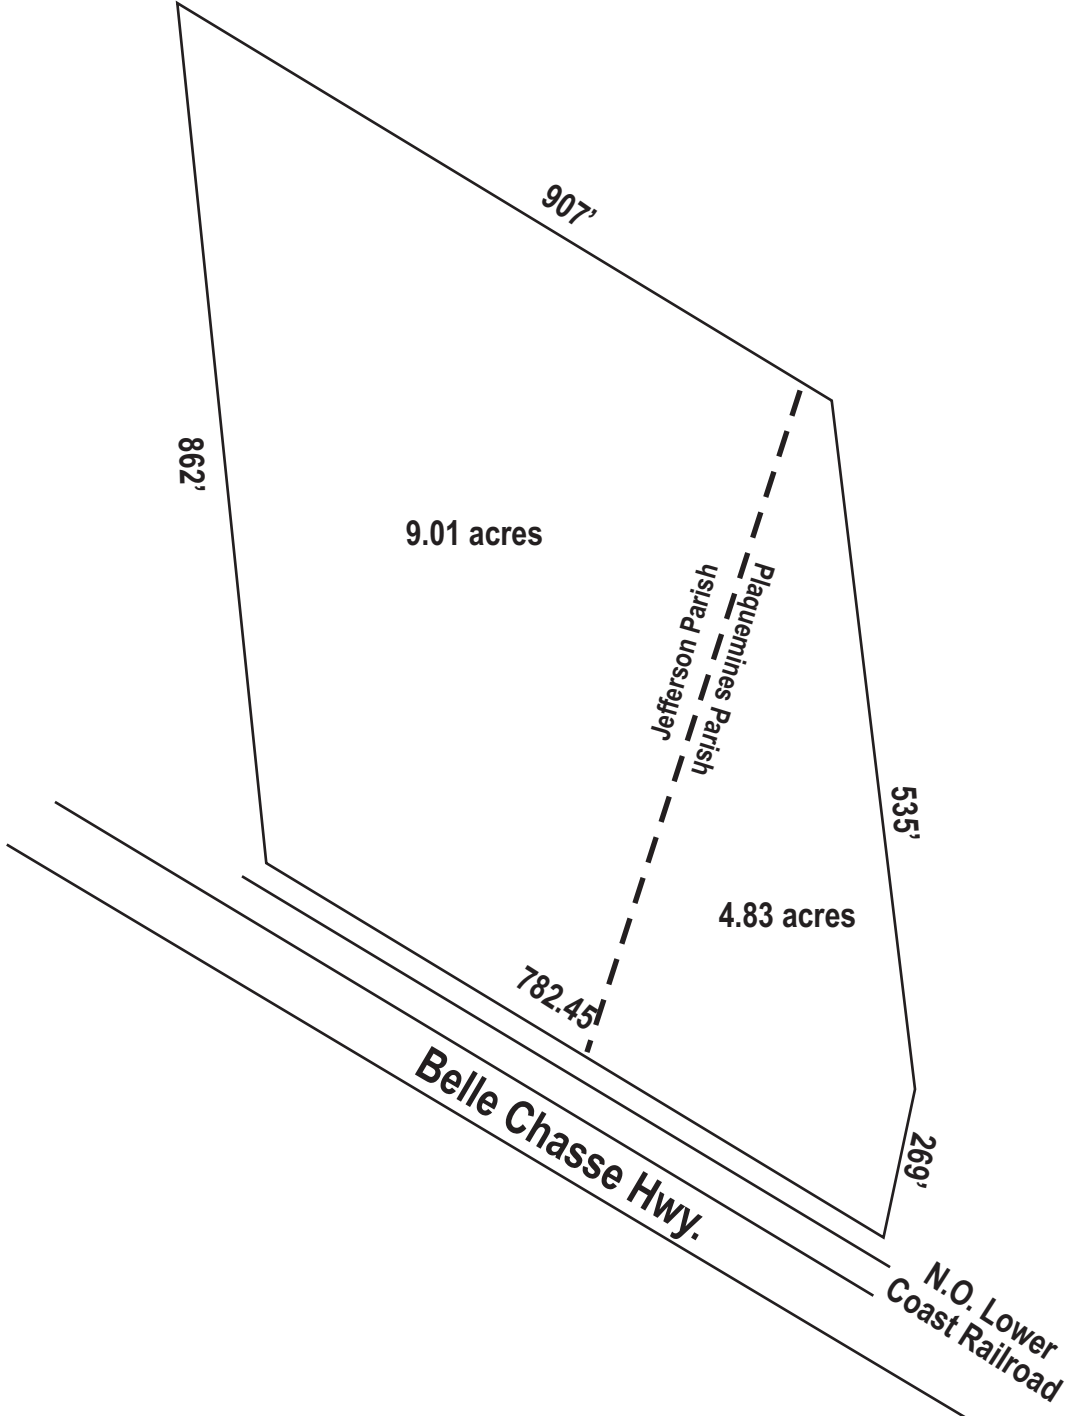 907’
862’
9.01 acres
Jefferson Parish
Plaquemines Parish
535’
4.83 acres
782.45’
269’
Belle Chasse Hwy.
N.O. Lower
Coast Railroad